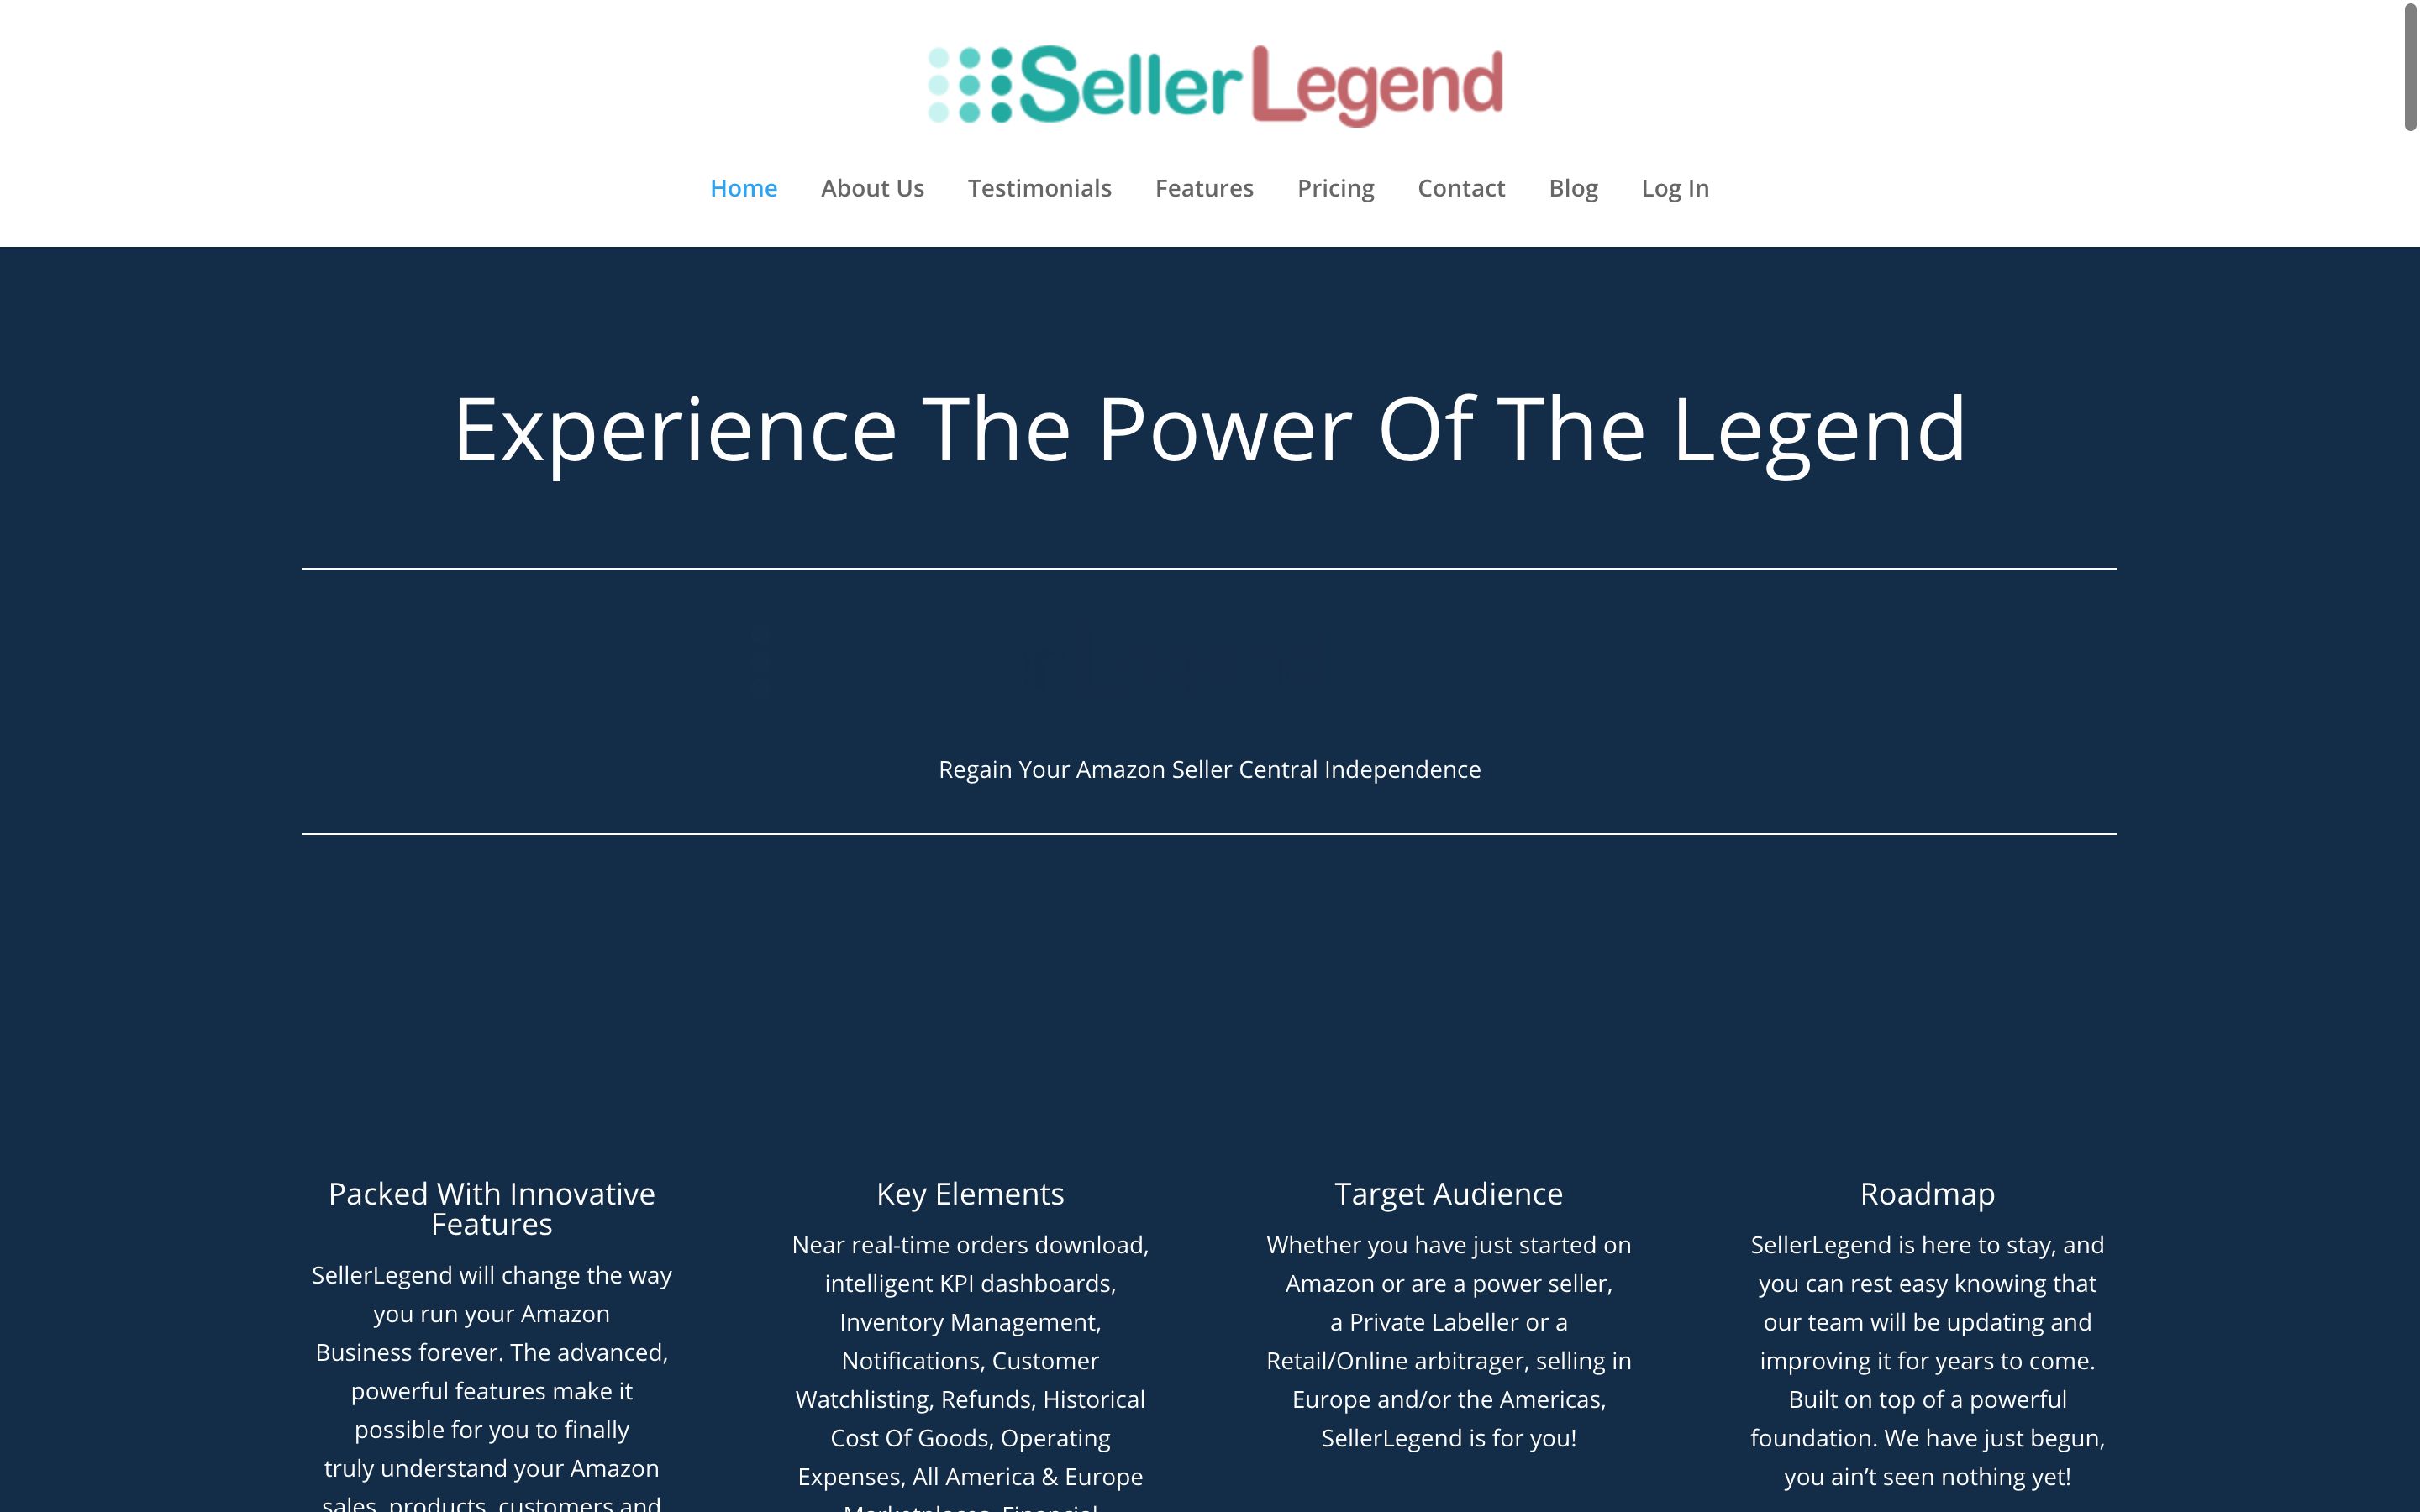 SellerLegend
Home About Us Testimonials Features Pricing Contact Blog Log In
Experience The Power Of The Legend
Regain Your Amazon Seller Central Independence
Packed With Innovative
Features
SellerLegend will change the way
you run your Amazon
Business forever. The advanced,
powerful features make it
possible for you to finally
truly understand your Amazon
sales, products, customers and
Key Elements
Near real-time orders download,
intelligent KPI dashboards,
Inventory Management,
Notifications, Customer
Watchlisting, Refunds, Historical
Cost Of Goods, Operating
Expenses, All America & Europe
Marketplaces, Financial
Target Audience
Whether you have just started on
Amazon or are a power seller,
a Private Labeller or a
Retail/Online arbitrager, selling in
Europe and/or the Americas,
SellerLegend is for you!
Roadmap
SellerLegend is here to stay, and
you can rest easy knowing that
our team will be updating and
improving it for years to come.
Built on top of a powerful
foundation. We have just begun,
you ain’t seen nothing yet!